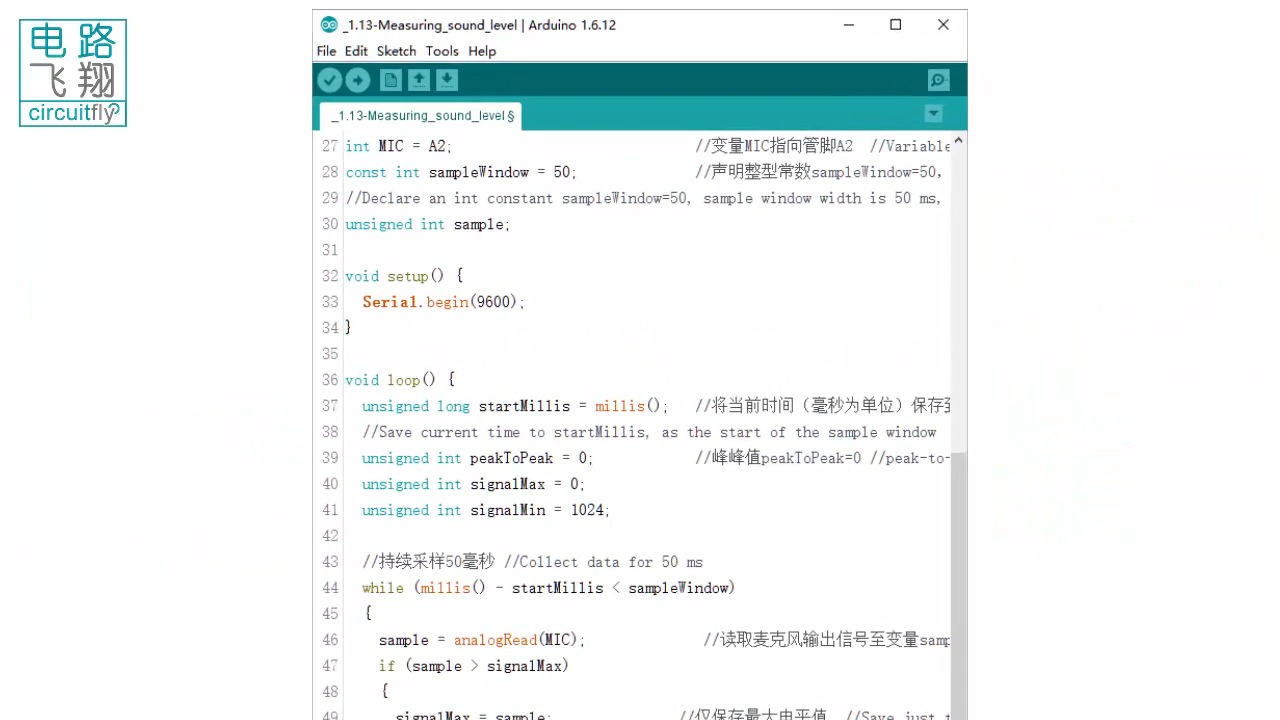 电路
飞翔
circuitfly
_1.13-Measuring_sound_level | Arduino 1.6.12
File Edit Sketch Tools Help
_1.13-Measuring_sound_level §
27 int MIC = A2; //变量MIC指向管脚A2 //Variable
28 const int sampleWindow = 50; //声明整型常数sampleWindow=50,
29 //Declare an int constant sampleWindow=50, sample window width is 50 ms,
30 unsigned int sample;
31
32 void setup() {
33 Serial.begin(9600);
34 }
35
36 void loop() {
37 unsigned long startMillis = millis(); //将当前时间（毫秒为单位）保存至
38 //Save current time to startMillis, as the start of the sample window
39 unsigned int peakToPeak = 0; //峰峰值peakToPeak=0 //peak-to-
40 unsigned int signalMax = 0;
41 unsigned int signalMin = 1024;
42
43 //持续采样50毫秒 //Collect data for 50 ms
44 while (millis() - startMillis < sampleWindow)
45 {
46 sample = analogRead(MIC); //读取麦克风输出信号至变量samp
47 if (sample > signalMax)
48 {
49 signalMax = sample; //仅保存最大电平值 //Save just t